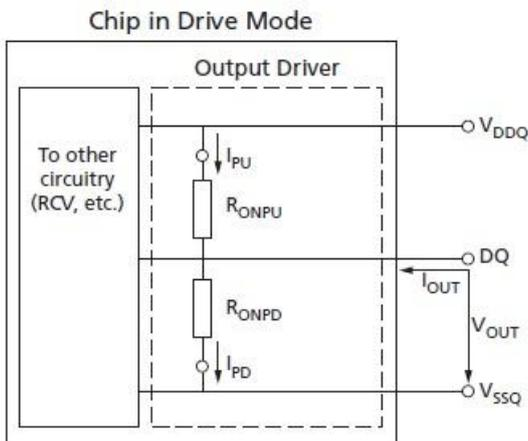 Chip in Drive Mode
Output Driver
To other
circuitry
(RCV, etc.)
V_DDQ
I_PU
R_ONPU
DQ
I_OUT
R_ONPD
V_OUT
I_PD
V_SSQ